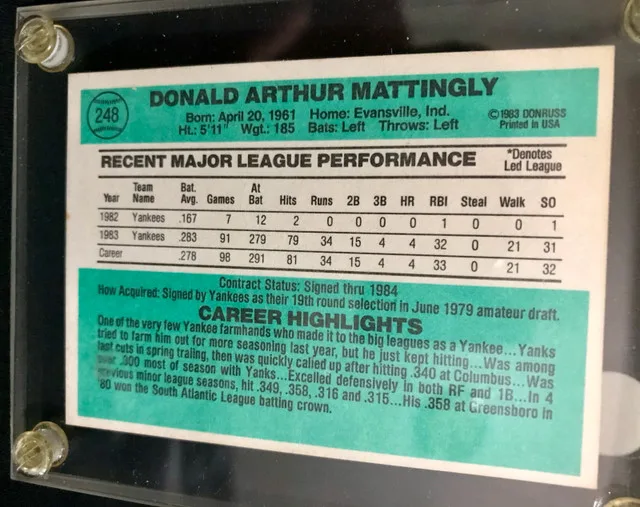 248
DONALD ARTHUR MATTINGLY
Born: April 20, 1961 Home: Evansville, Ind.
Ht.: 5'11" Wgt.: 185 Bats: Left Throws: Left
©1983 DONRUSS
Printed in USA
RECENT MAJOR LEAGUE PERFORMANCE
*Denotes
Led League
Year Team Name Bat. Avg. Games At Bat Hits Runs 2B 3B HR RBI Steal Walk SO
1982 Yankees .167 7 12 2 0 0 0 0 1 0 0 1
1983 Yankees .283 91 279 79 34 15 4 4 32 0 21 31
Career .278 98 291 81 34 15 4 4 33 0 21 32
Contract Status: Signed thru 1984
How Acquired: Signed by Yankees as their 19th round selection in June 1979 amateur draft.
CAREER HIGHLIGHTS
One of the very few Yankee farmhands who made it to the big leagues as a Yankee...Yanks
tried to farm him out for more seasoning last year, but he just kept hitting...Was among
last cuts in spring trailing, then was quickly called up after hitting .340 at Columbus...Was
over .300 most of season with Yanks...Excelled defensively in both RF and 1B...In 4
previous minor league seasons, hit .349, .358, .316 and .315...His .358 at Greensboro in
'80 won the South Atlantic League batting crown.